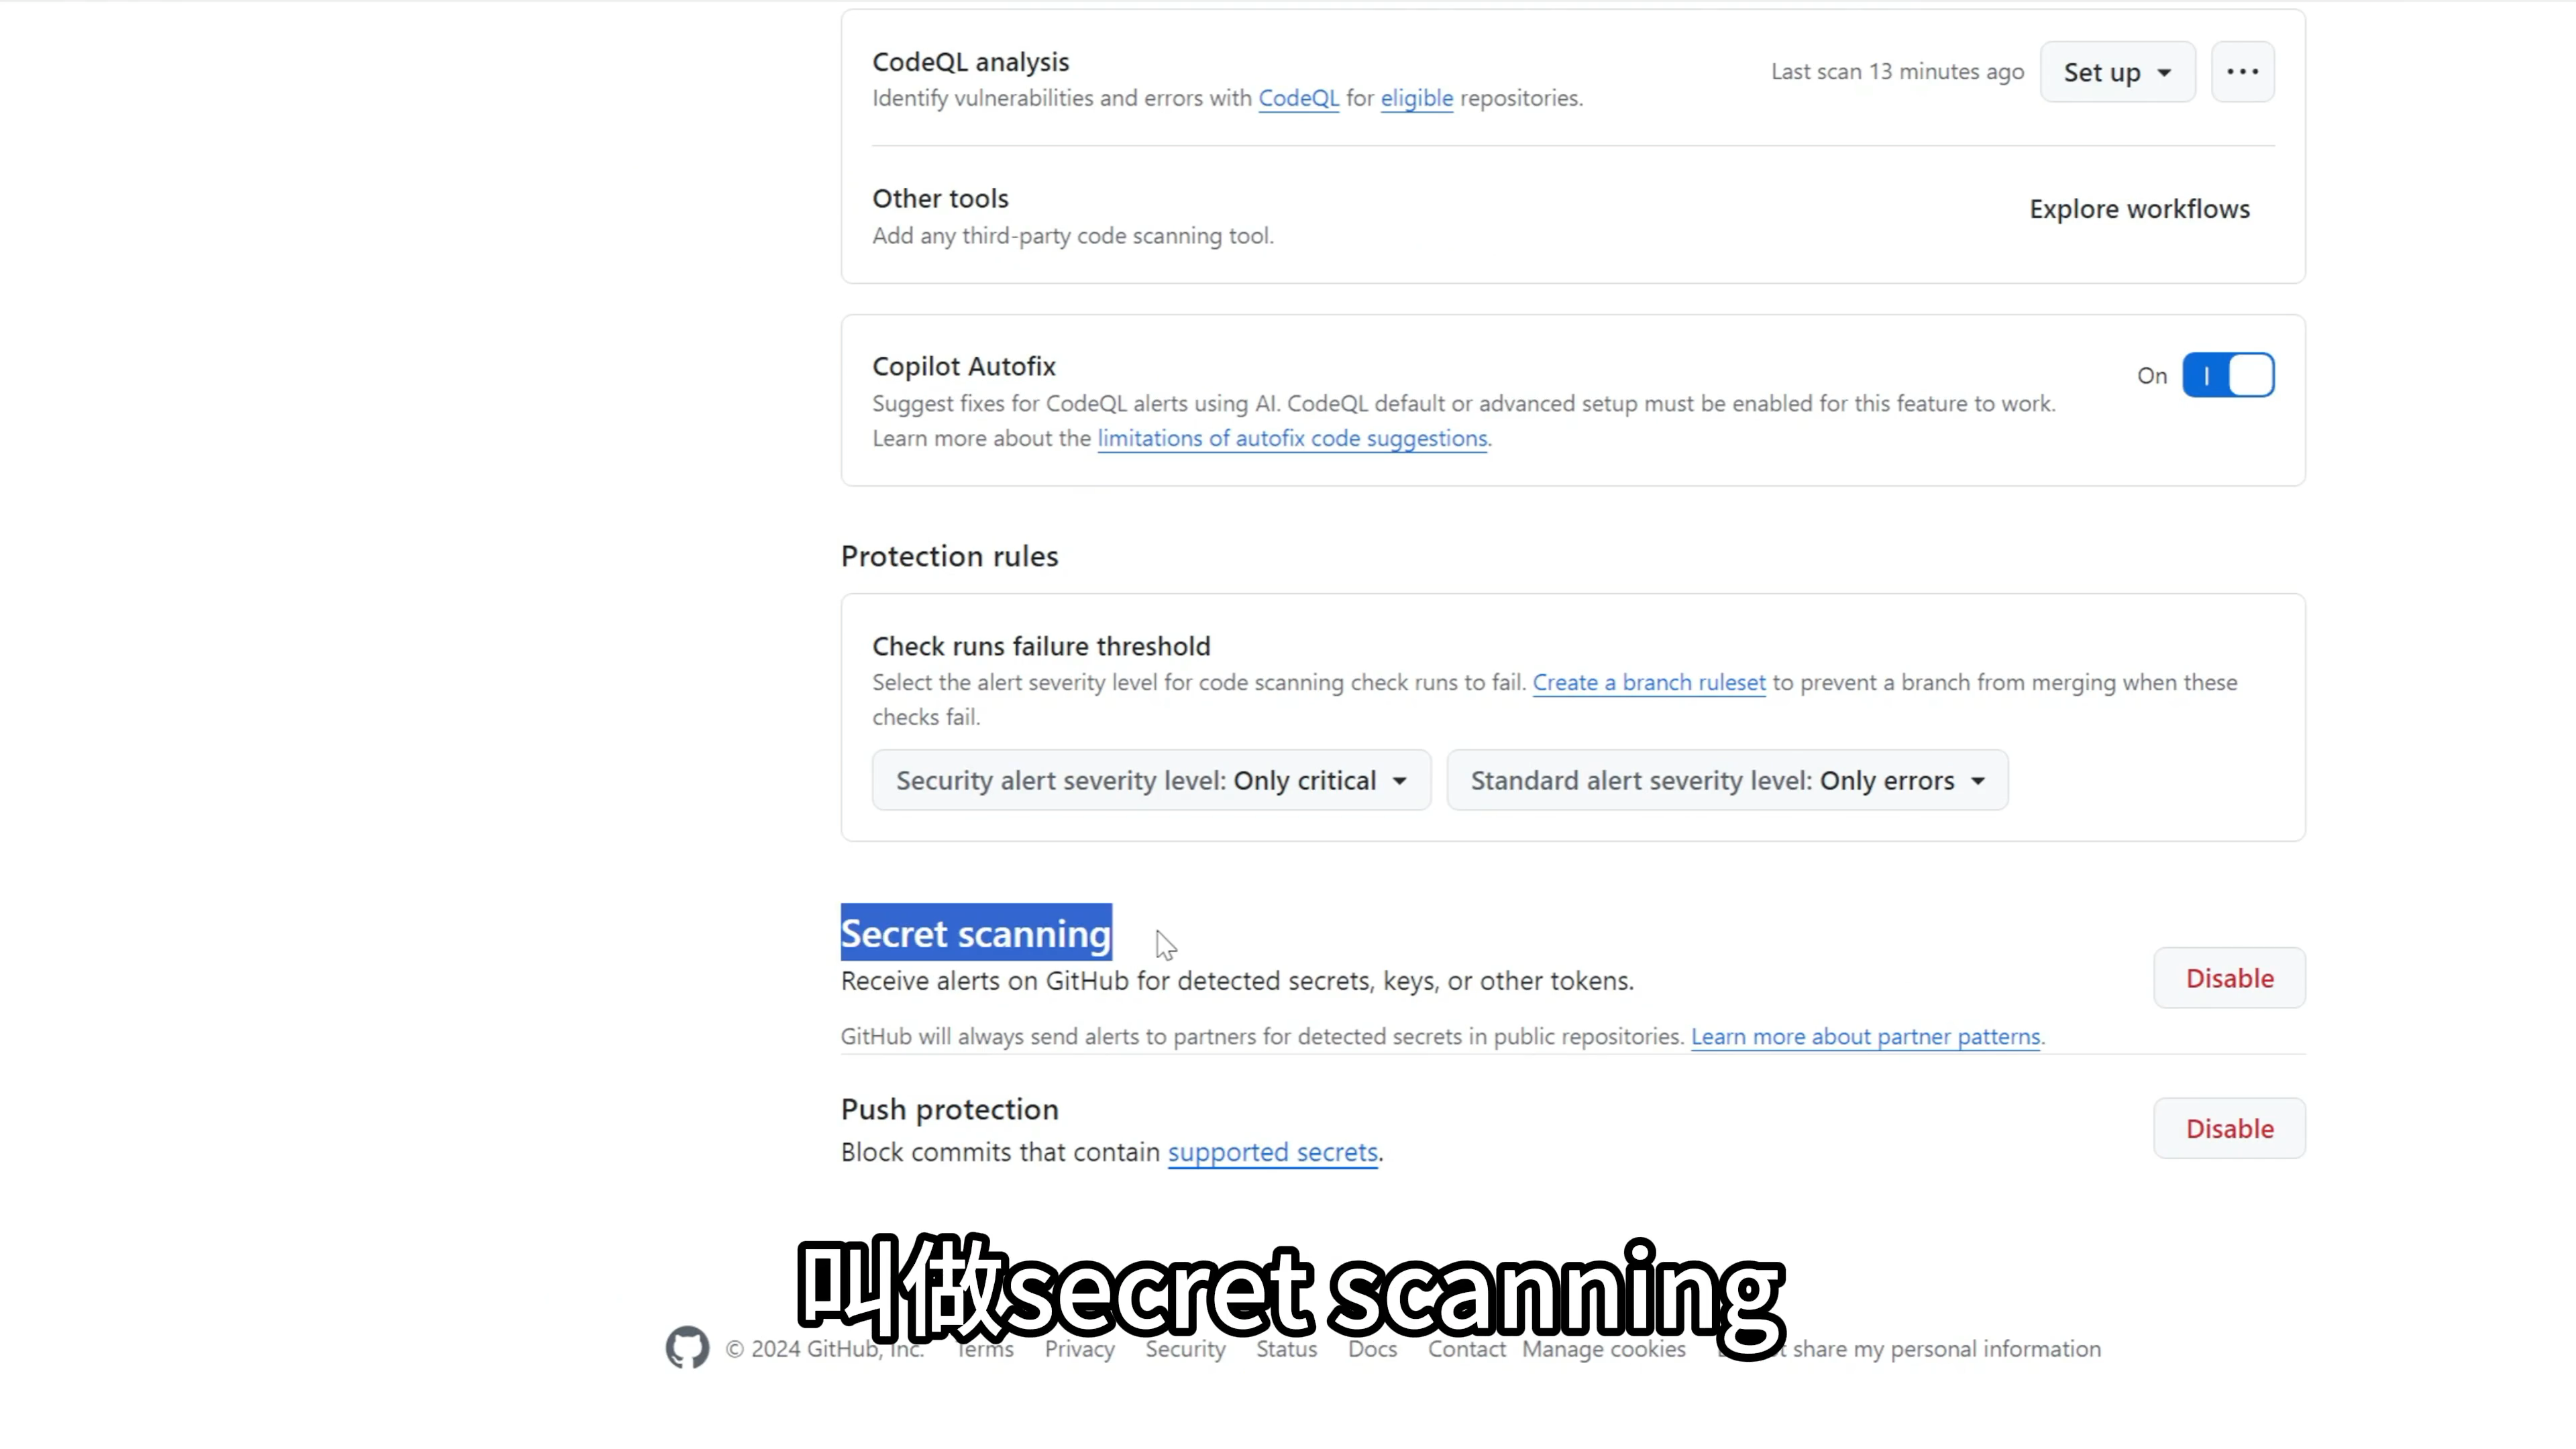 CodeQL analysis
Last scan 13 minutes ago
Set up
Identify vulnerabilities and errors with CodeQL for eligible repositories.
Other tools
Explore workflows
Add any third-party code scanning tool.
Copilot Autofix
On
Suggest fixes for CodeQL alerts using AI. CodeQL default or advanced setup must be enabled for this feature to work.
Learn more about the limitations of autofix code suggestions.
Protection rules
Check runs failure threshold
Select the alert severity level for code scanning check runs to fail. Create a branch ruleset to prevent a branch from merging when these
checks fail.
Security alert severity level: Only critical
Standard alert severity level: Only errors
Secret scanning
Receive alerts on GitHub for detected secrets, keys, or other tokens.
Disable
GitHub will always send alerts to partners for detected secrets in public repositories. Learn more about partner patterns.
Push protection
Disable
Block commits that contain supported secrets.
叫做secret scanning
© 2024 GitHub, Inc. Terms Privacy Security Status Docs Contact Manage cookies share my personal information